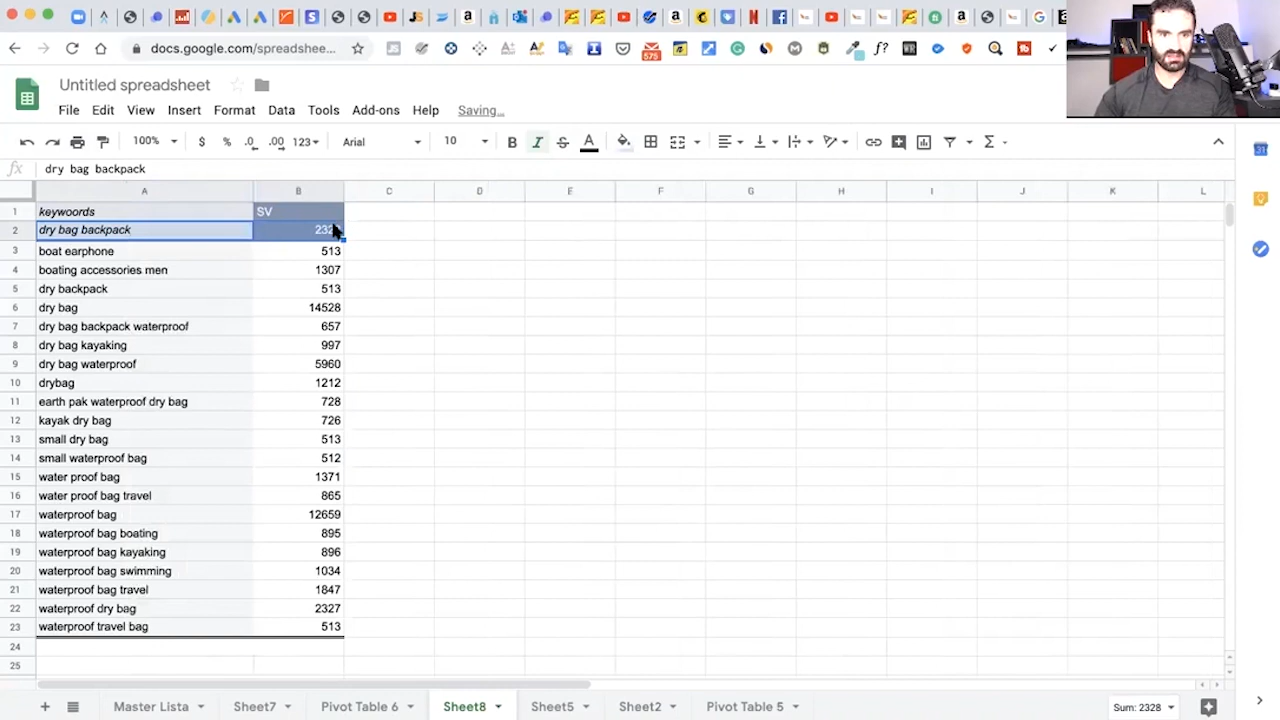 docs.google.com/spreadshee...
575
Untitled spreadsheet
File Edit View Insert Format Data Tools Add-ons Help Saving...
100% $ % .0 .00 123 Arial 10 B I S A
fx dry bag backpack
A B C D E F G H I J K L
1 keywoords SV
2 dry bag backpack
3 boat earphone 513
4 boating accessories men 1307
5 dry backpack 513
6 dry bag 14528
7 dry bag backpack waterproof 657
8 dry bag kayaking 997
9 dry bag waterproof 5960
10 drybag 1212
11 earth pak waterproof dry bag 728
12 kayak dry bag 726
13 small dry bag 513
14 small waterproof bag 512
15 water proof bag 1371
16 water proof bag travel 865
17 waterproof bag 12659
18 waterproof bag boating 895
19 waterproof bag kayaking 896
20 waterproof bag swimming 1034
21 waterproof bag travel 1847
22 waterproof dry bag 2327
23 waterproof travel bag 513
24
25
Master Lista Sheet7 Pivot Table 6 Sheet8 Sheet5 Sheet2 Pivot Table 5 Sum: 2328